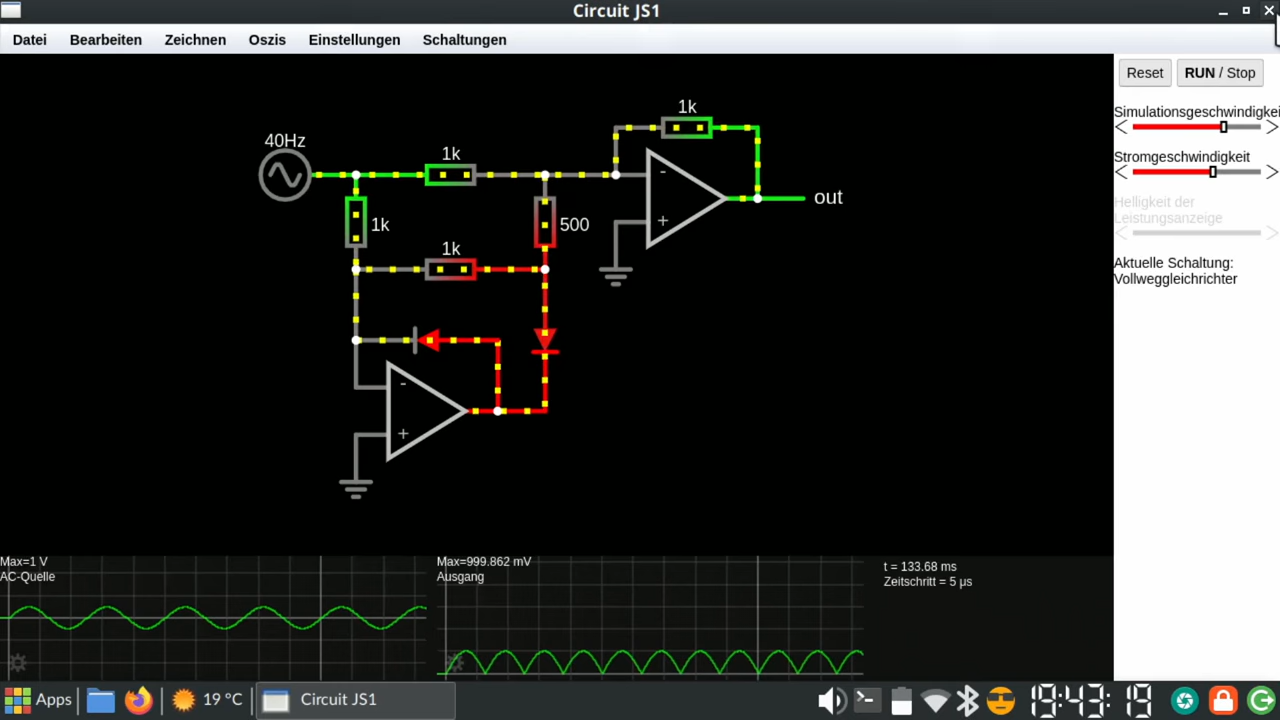 Circuit JS1
Datei Bearbeiten Zeichnen Oszis Einstellungen Schaltungen
Reset RUN / Stop
Simulationsgeschwindigkei
Stromgeschwindigkeit
Helligkeit der
Leistungsanzeige
Aktuelle Schaltung:
Vollweggleichrichter
1k
40Hz
1k
-
out
1k
500
+
1k
-
+
Max=1 V
AC-Quelle
Max=999.862 mV
Ausgang
t = 133.68 ms
Zeitschritt = 5 μs
Apps 19 °C Circuit JS1 19:43: 19